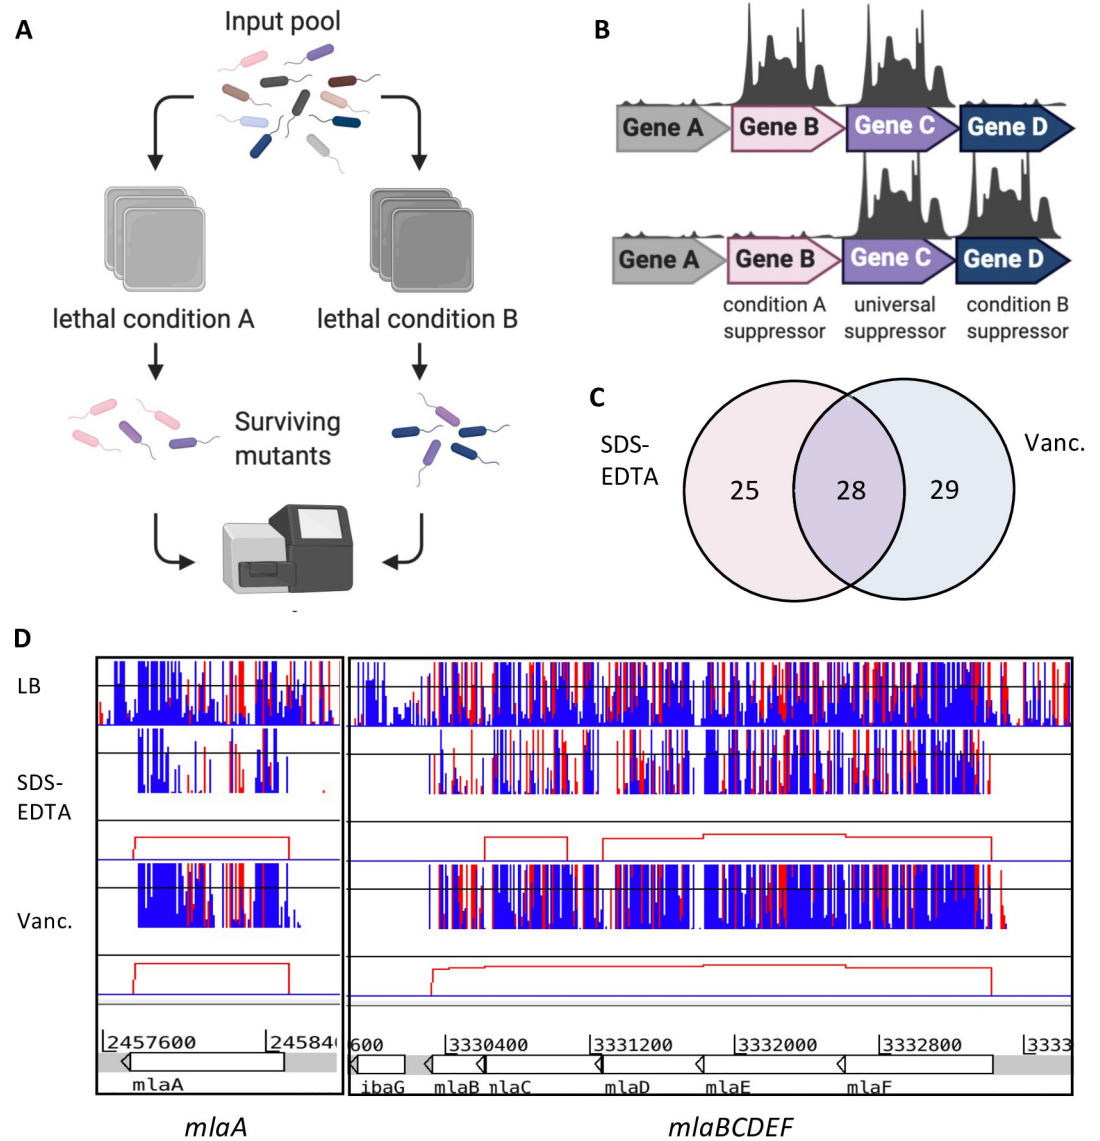 A
Input pool
lethal condition A
lethal condition B
Surviving
mutants
B
Gene A
Gene B
Gene C
Gene D
Gene A
Gene B
Gene C
Gene D
condition A
suppressor
universal
suppressor
condition B
suppressor
C
SDS-
EDTA
Vanc.
25
28
29
D
LB
SDS-
EDTA
Vanc.
2457600
245840
600
3330400
3331200
3332000
3332800
3333
mlaA
ibaG
mlaB
mlaC
mlaD
mlaE
mlaF
mlaA
mlaBCDEF